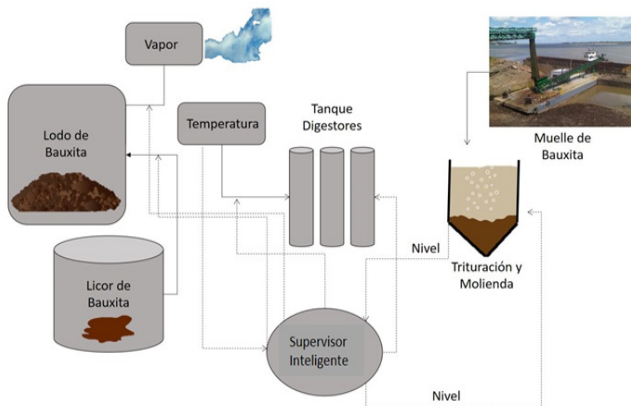 Vapor
Lodo de
Bauxita
Temperatura
Tanque
Digestores
Muelle de
Bauxita
Nivel
Trituración y
Molienda
Licor de
Bauxita
Supervisor
Inteligente
Nivel